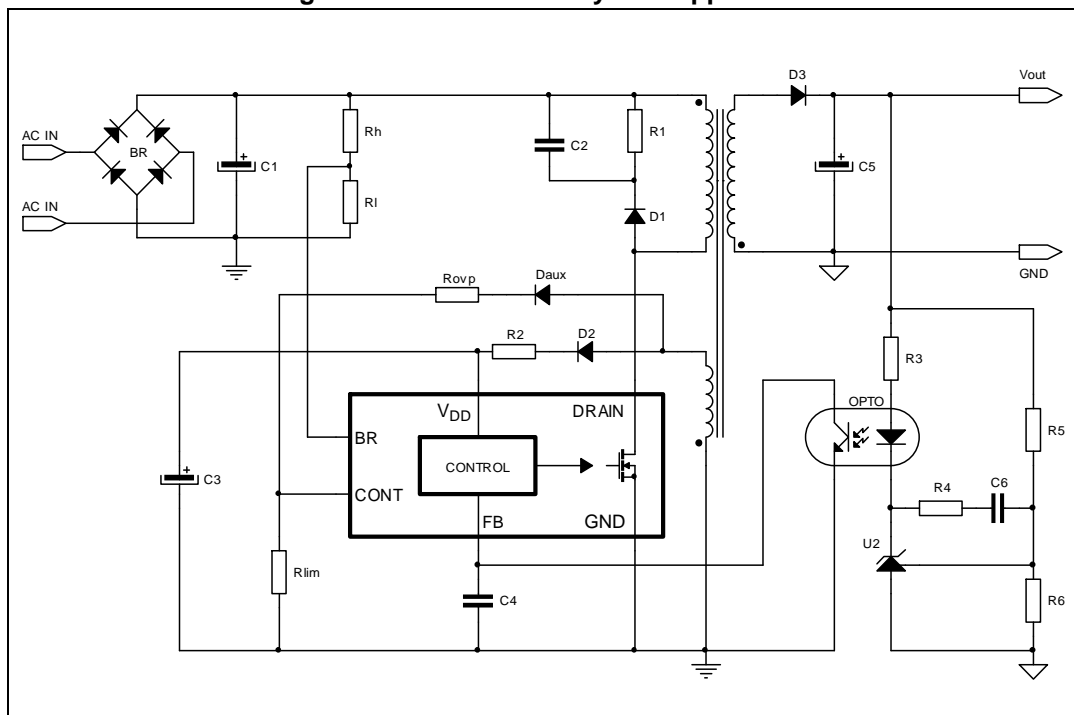 AC IN
BR
AC IN
C1
Rh
Rl
C2
R1
D1
D3
Vout
C5
GND
Rovp
Daux
R2
D2
R3
OPTO
R5
VDD
DRAIN
BR
CONTROL
CONT
FB
GND
C3
R4
C6
U2
Rlim
C4
R6